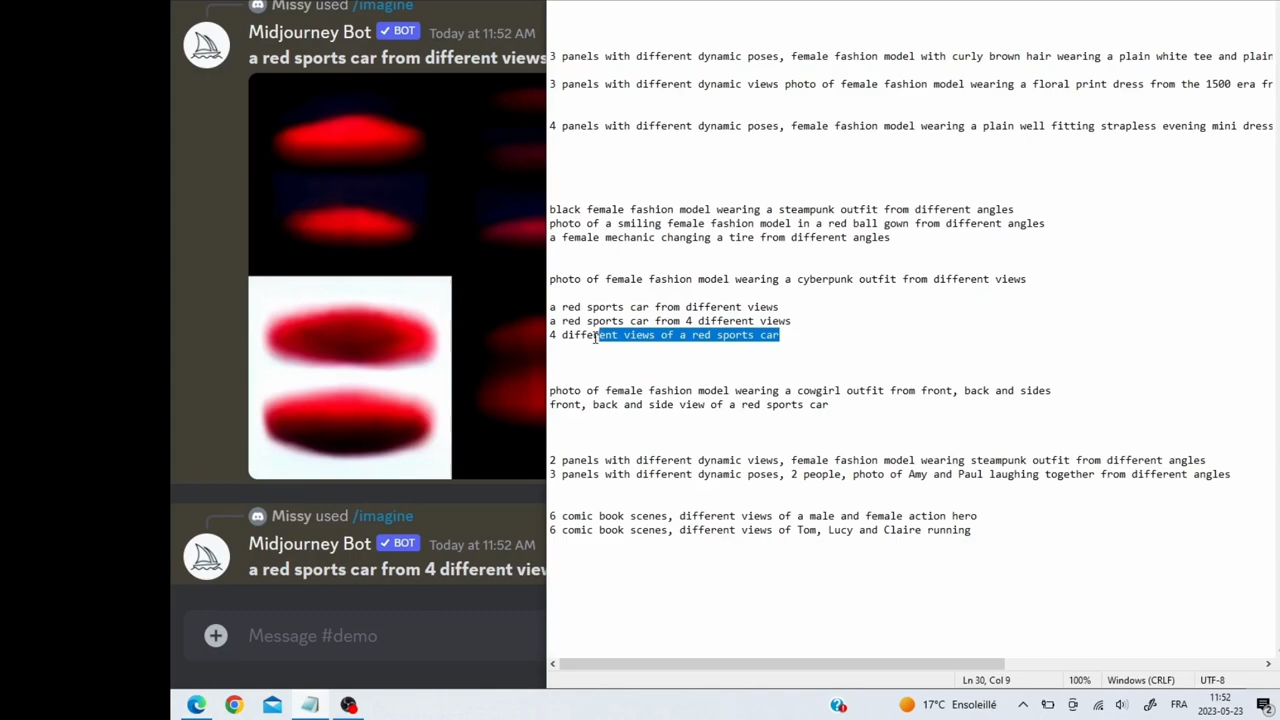 Missy used /imagine
Midjourney Bot ✓ BOT Today at 11:52 AM
a red sports car from different views
Missy used /imagine
Midjourney Bot ✓ BOT Today at 11:52 AM
a red sports car from 4 different view
Message #demo
3 panels with different dynamic poses, female fashion model with curly brown hair wearing a plain white tee and plain
3 panels with different dynamic views photo of female fashion model wearing a floral print dress from the 1500 era fr
4 panels with different dynamic poses, female fashion model wearing a plain well fitting strapless evening mini dress
black female fashion model wearing a steampunk outfit from different angles
photo of a smiling female fashion model in a red ball gown from different angles
a female mechanic changing a tire from different angles
photo of female fashion model wearing a cyberpunk outfit from different views
a red sports car from different views
a red sports car from 4 different views
4 different views of a red sports car
photo of female fashion model wearing a cowgirl outfit from front, back and sides
front, back and side view of a red sports car
2 panels with different dynamic views, female fashion model wearing steampunk outfit from different angles
3 panels with different dynamic poses, 2 people, photo of Amy and Paul laughing together from different angles
6 comic book scenes, different views of a male and female action hero
6 comic book scenes, different views of Tom, Lucy and Claire running
Ln 30, Col 9 100% Windows (CRLF) UTF-8
17°C Ensoleillé FRA 11:52
2023-05-23 2